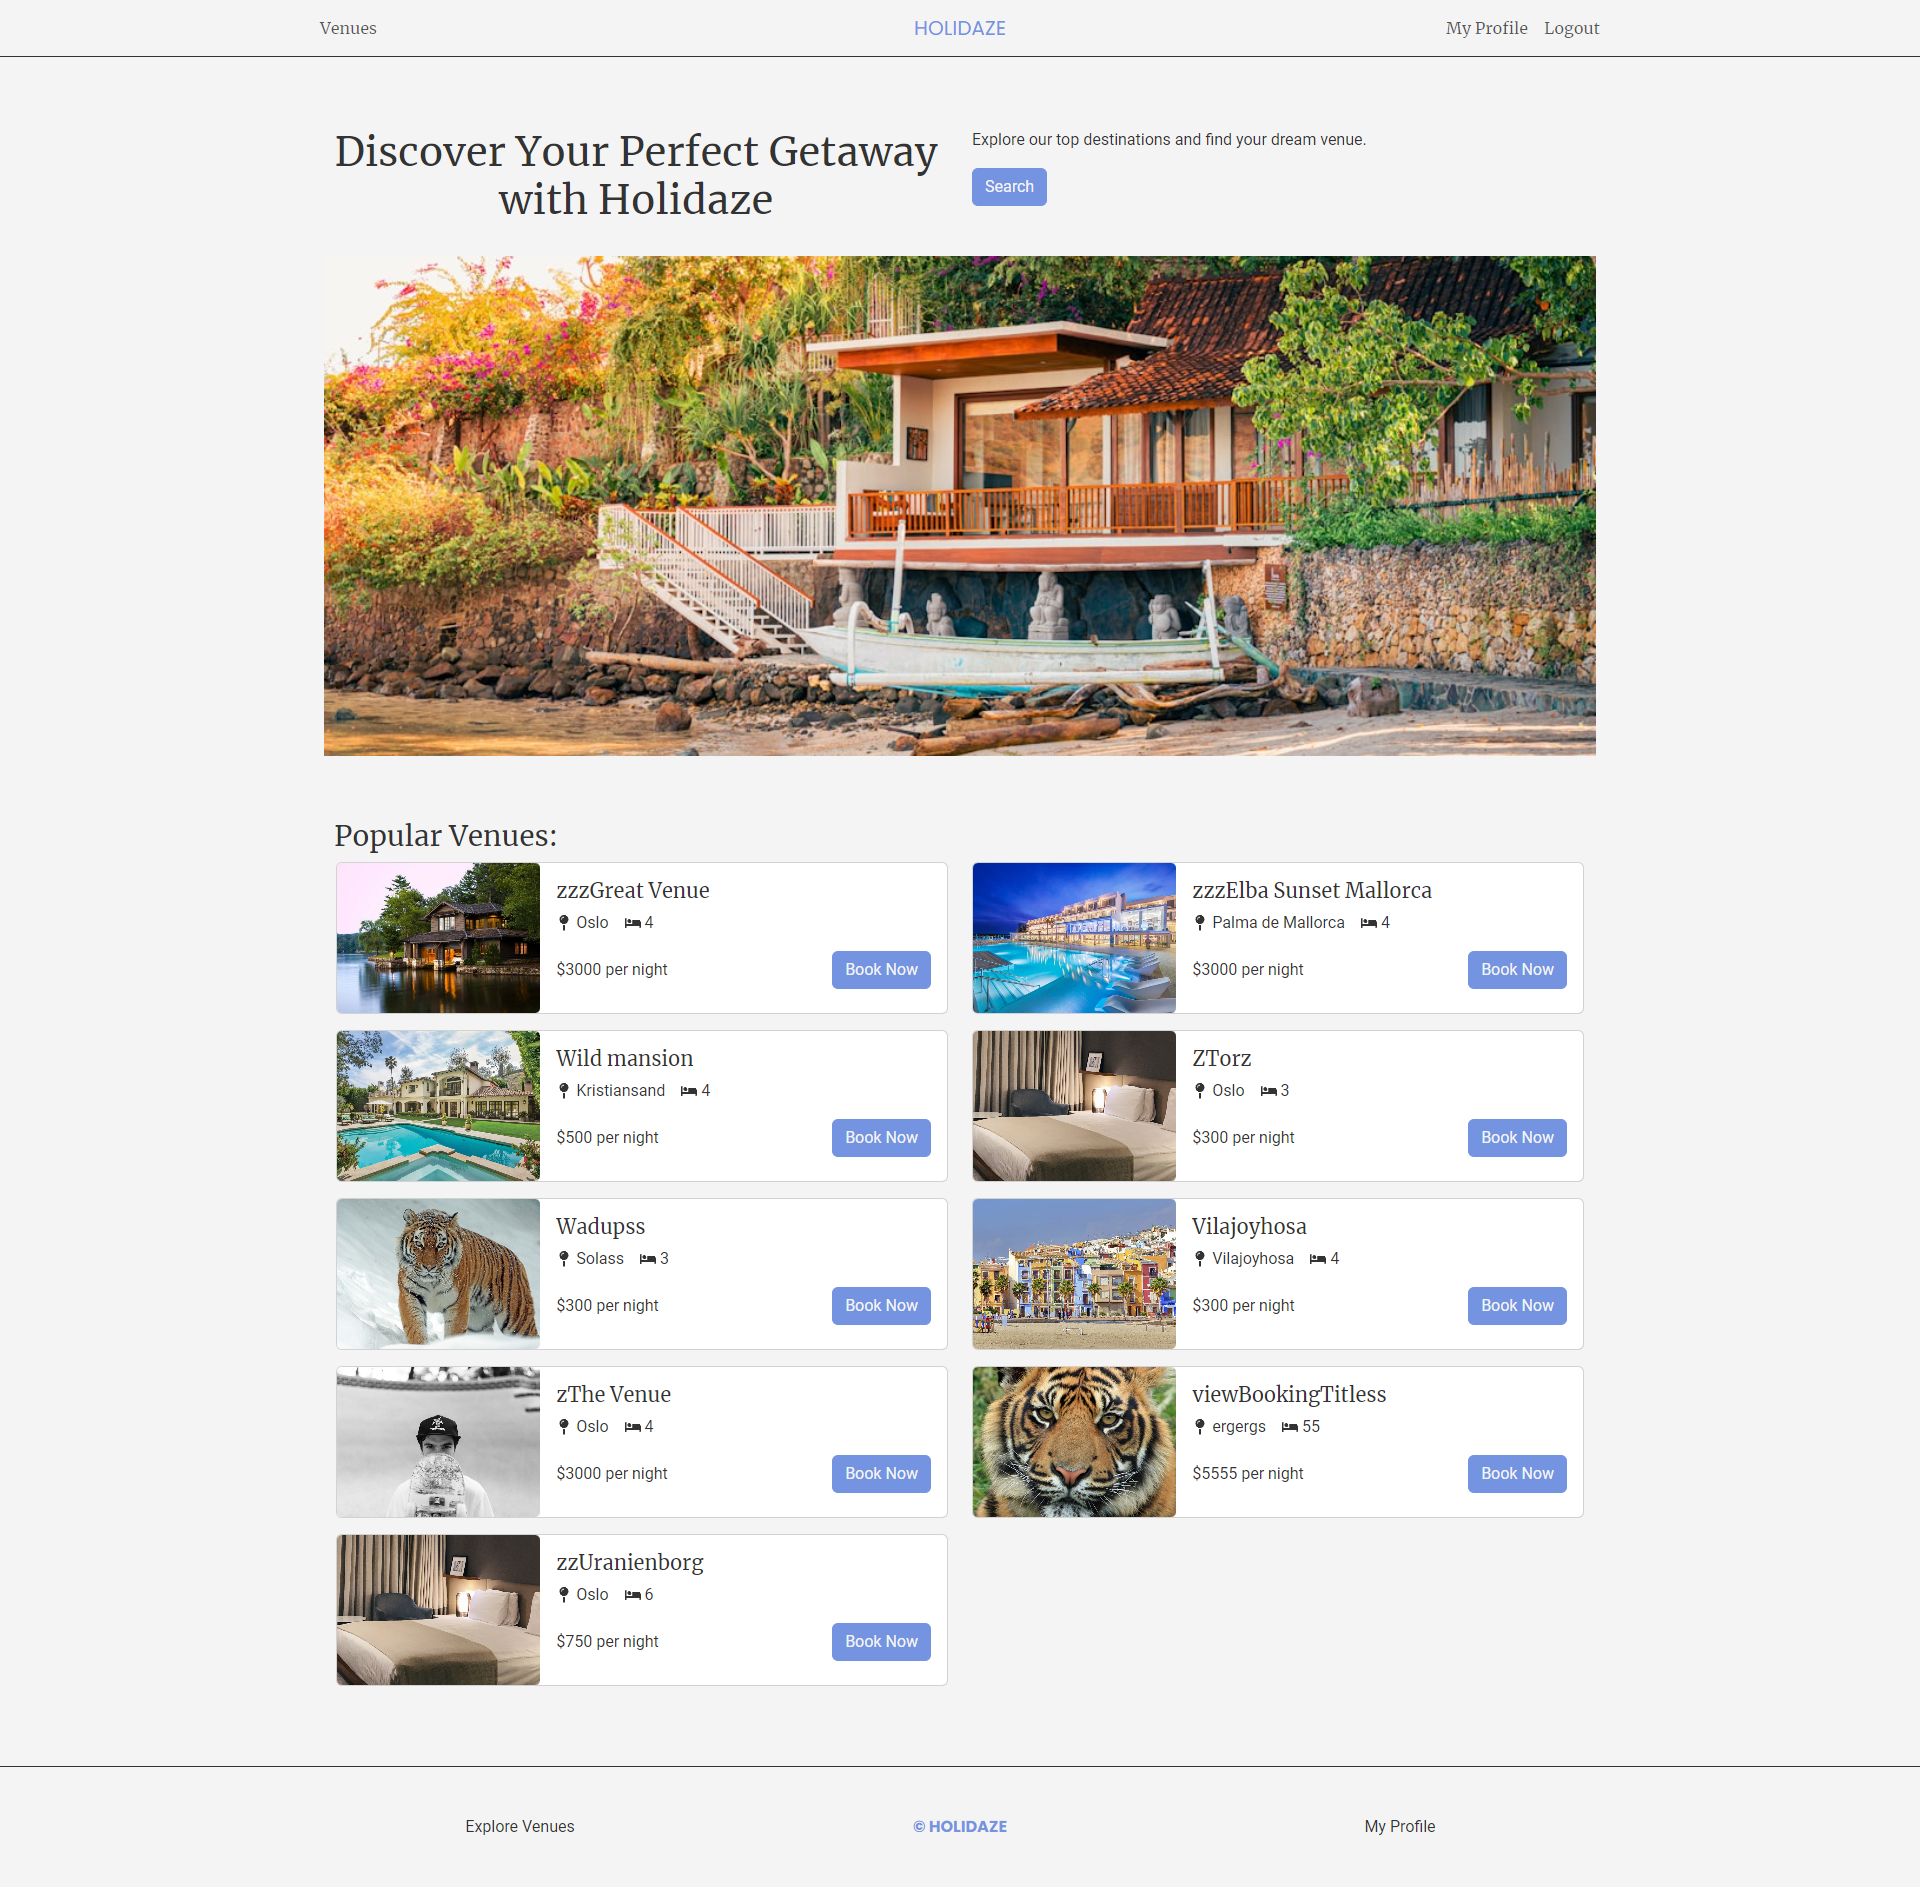 Venues
HOLIDAZE
My Profile
Logout
Discover Your Perfect Getaway
with Holidaze
Explore our top destinations and find your dream venue.
Search
Popular Venues:
zzzGreat Venue
Oslo 4
$3000 per night
Book Now
zzzElba Sunset Mallorca
Palma de Mallorca 4
$3000 per night
Book Now
Wild mansion
Kristiansand 4
$500 per night
Book Now
ZTorz
Oslo 3
$300 per night
Book Now
Wadupss
Solass 3
$300 per night
Book Now
Vilajoyhosa
Vilajoyhosa 4
$300 per night
Book Now
zThe Venue
Oslo 4
$3000 per night
Book Now
viewBookingTitless
ergergs 55
$5555 per night
Book Now
zzUranienborg
Oslo 6
$750 per night
Book Now
Explore Venues
© HOLIDAZE
My Profile